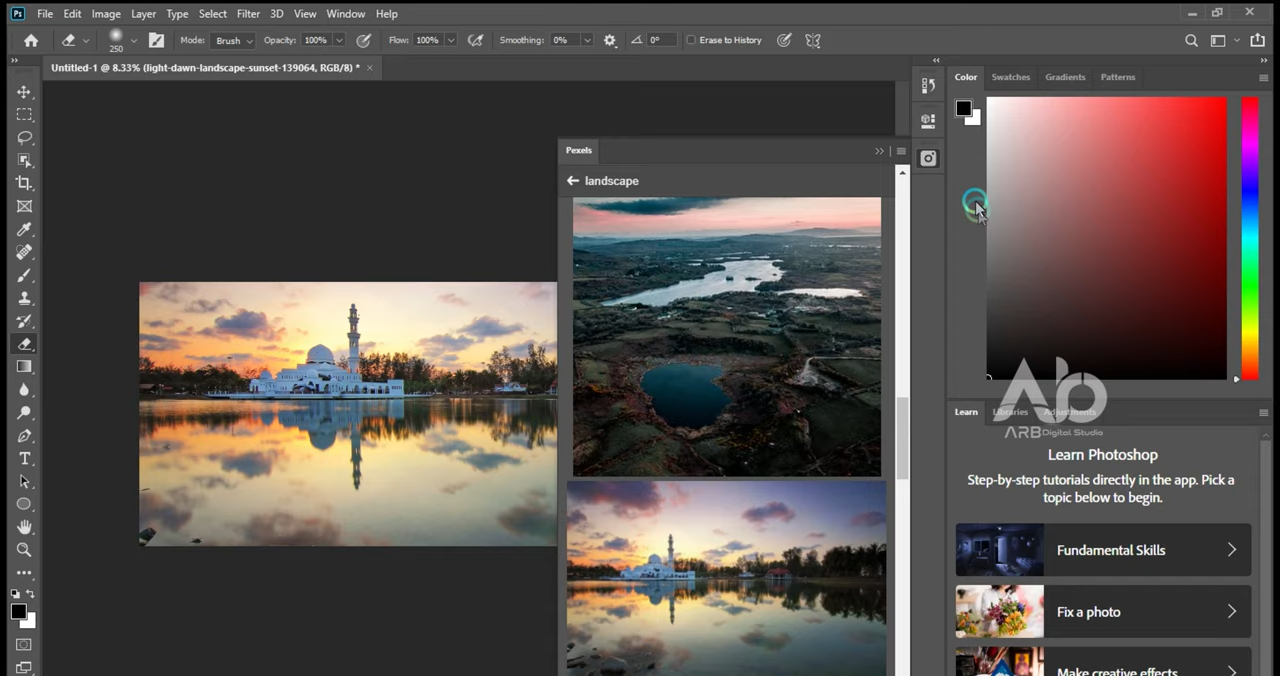 Ps File Edit Image Layer Type Select Filter 3D View Window Help
250 Mode: Brush Opacity: 100% Flow: 100% Smoothing: 0% 0° Erase to History
Untitled-1 @ 8.33% (light-dawn-landscape-sunset-139064, RGB/8) * ×
Color Swatches Gradients Patterns
Pexels
landscape
Ab
ARBDigital Studio
Learn Libraries Adjustments
Learn Photoshop
Step-by-step tutorials directly in the app. Pick a
topic below to begin.
Fundamental Skills
Fix a photo
Make creative effects
T